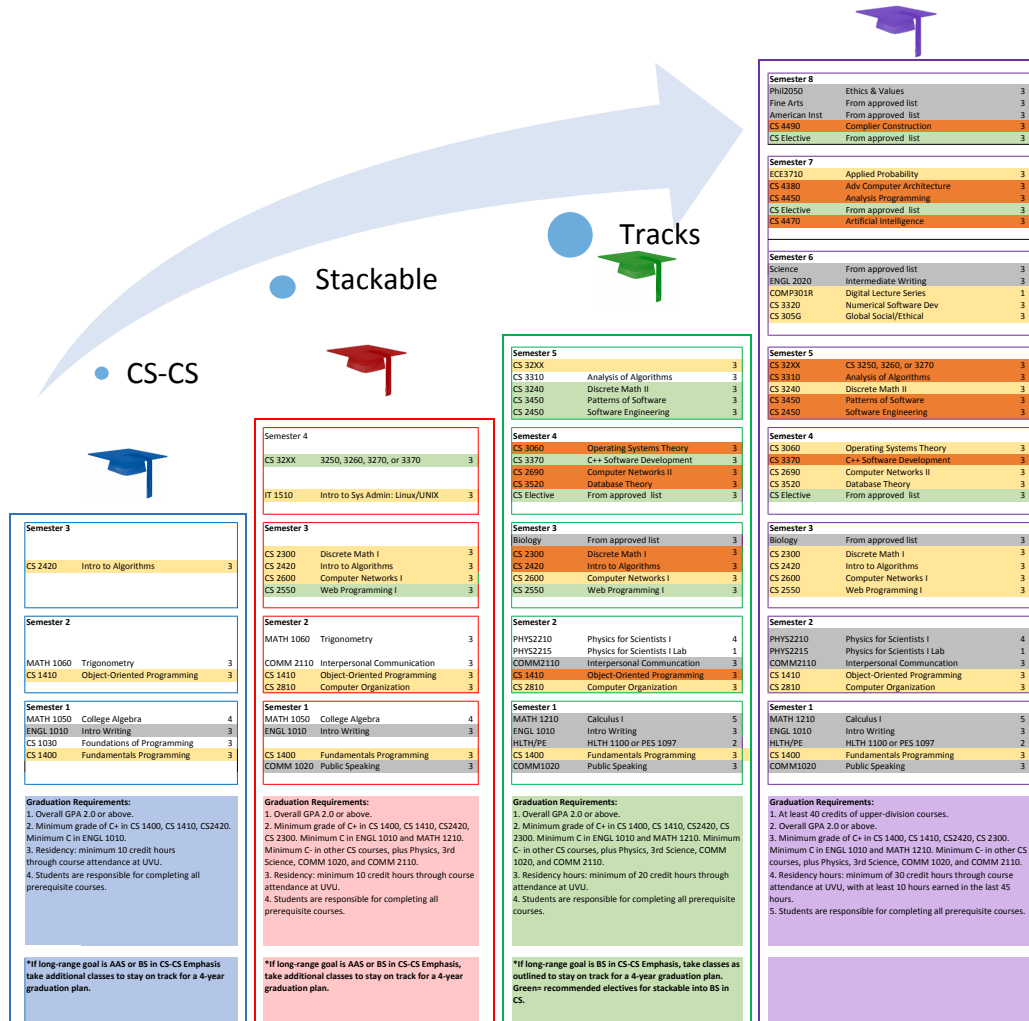 CS-CS
Stackable
Tracks
Semester 3
CS 2420 Intro to Algorithms 3
Semester 2
MATH 1060 Trigonometry 3
CS 1410 Object-Oriented Programming 3
Semester 1
MATH 1050 College Algebra 4
ENGL 1010 Intro Writing 3
CS 1030 Foundations of Programming 3
CS 1400 Fundamentals Programming 3
Graduation Requirements:
1. Overall GPA 2.0 or above.
2. Minimum grade of C+ in CS 1400, CS 1410, CS2420.
Minimum C in ENGL 1010.
3. Residency: minimum 10 credit hours
through course attendance at UVU.
4. Students are responsible for completing all
prerequisite courses.
*If long-range goal is AAS or BS in CS-CS Emphasis
take additional classes to stay on track for a 4-year
graduation plan.
Semester 4
CS 32XX 3250, 3260, 3270, or 3370 3
IT 1510 Intro to Sys Admin: Linux/UNIX 3
Semester 3
CS 2300 Discrete Math I 3
CS 2420 Intro to Algorithms 3
CS 2600 Computer Networks I 3
CS 2550 Web Programming I 3
Semester 2
MATH 1060 Trigonometry 3
COMM 2110 Interpersonal Communcation 3
CS 1410 Object-Oriented Programming 3
CS 2810 Computer Organization 3
Semester 1
MATH 1050 College Algebra 4
ENGL 1010 Intro Writing 3
CS 1400 Fundamentals Programming 3
COMM 1020 Public Speaking 3
Graduation Requirements:
1. Overall GPA 2.0 or above.
2. Minimum grade of C+ in CS 1400, CS 1410, CS2420,
CS 2300. Minimum C in ENGL 1010 and MATH 1210.
Minimum C- in other CS courses, plus Physics, 3rd
Science, COMM 1020, and COMM 2110.
3. Residency: minimum 10 credit hours through course
attendance at UVU.
4. Students are responsible for completing all
prerequisite courses.
*If long-range goal is AAS or BS in CS-CS Emphasis,
take additional classes to stay on track for a 4-year
graduation plan.
Semester 5
CS 32XX 3
CS 3310 Analysis of Algorithms 3
CS 3240 Discrete Math II 3
CS 3450 Patterns of Software 3
CS 2450 Software Engineering 3
Semester 4
CS 3060 Operating Systems Theory 3
CS 3370 C++ Software Development 3
CS 2690 Computer Networks II 3
CS 3520 Database Theory 3
CS Elective From approved list 3
Semester 3
Biology From approved list 3
CS 2300 Discrete Math I 3
CS 2420 Intro to Algorithms 3
CS 2600 Computer Networks I 3
CS 2550 Web Programming I 3
Semester 2
PHYS2210 Physics for Scientists I 4
PHYS2215 Physics for Scientists I Lab 1
COMM2110 Interpersonal Communcation 3
CS 1410 Object-Oriented Programming 3
CS 2810 Computer Organization 3
Semester 1
MATH 1210 Calculus I 5
ENGL 1010 Intro Writing 3
HLTH/PE HLTH 1100 or PES 1097 2
CS 1400 Fundamentals Programming 3
COMM1020 Public Speaking 3
Graduation Requirements:
1. Overall GPA 2.0 or above.
2. Minimum grade of C+ in CS 1400, CS 1410, CS2420, CS
2300. Minimum C in ENGL 1010 and MATH 1210. Minimum
C- in other CS courses, plus Physics, 3rd Science, COMM
1020, and COMM 2110.
3. Residency hours: minimum of 20 credit hours through
attendance at UVU.
4. Students are responsible for completing all prerequisite
courses.
*If long-range goal is BS in CS-CS Emphasis, take classes as
outlined to stay on track for a 4-year graduation plan.
Green= recommended electives for stackable into BS in
CS.
Semester 8
Phil2050 Ethics & Values 3
Fine Arts From approved list 3
American Inst From approved list 3
CS 4490 Complier Construction 3
CS Elective From approved list 3
Semester 7
ECE3710 Applied Probability 3
CS 4380 Adv Computer Architecture 3
CS 4450 Analysis Programming 3
CS Elective From approved list 3
CS 4470 Artificial Intelligence 3
Semester 6
Science From approved list 3
ENGL 2020 Intermediate Writing 3
COMP301R Digital Lecture Series 1
CS 3320 Numerical Software Dev 3
CS 305G Global Social/Ethical 3
Semester 5
CS 32XX CS 3250, 3260, or 3270 3
CS 3310 Analysis of Algorithms 3
CS 3240 Discrete Math II 3
CS 3450 Patterns of Software 3
CS 2450 Software Engineering 3
Semester 4
CS 3060 Operating Systems Theory 3
CS 3370 C++ Software Development 3
CS 2690 Computer Networks II 3
CS 3520 Database Theory 3
CS Elective From approved list 3
Semester 3
Biology From approved list 3
CS 2300 Discrete Math I 3
CS 2420 Intro to Algorithms 3
CS 2600 Computer Networks I 3
CS 2550 Web Programming I 3
Semester 2
PHYS2210 Physics for Scientists I 4
PHYS2215 Physics for Scientists I Lab 1
COMM2110 Interpersonal Communcation 3
CS 1410 Object-Oriented Programming 3
CS 2810 Computer Organization 3
Semester 1
MATH 1210 Calculus I 5
ENGL 1010 Intro Writing 3
HLTH/PE HLTH 1100 or PES 1097 2
CS 1400 Fundamentals Programming 3
COMM1020 Public Speaking 3
Graduation Requirements:
1. At least 40 credits of upper-division courses.
2. Overall GPA 2.0 or above.
3. Minimum grade of C+ in CS 1400, CS 1410, CS2420, CS 2300.
Minimum C in ENGL 1010 and MATH 1210. Minimum C- in other CS
courses, plus Physics, 3rd Science, COMM 1020, and COMM 2110.
4. Residency hours: minimum of 30 credit hours through course
attendance at UVU, with at least 10 hours earned in the last 45
hours.
5. Students are responsible for completing all prerequisite courses.